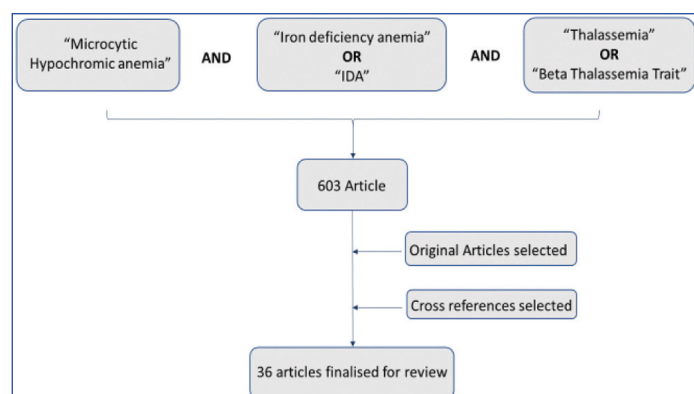 “Microcytic
Hypochromic anemia”
AND
“Iron deficiency anemia”
OR
“IDA”
AND
“Thalassemia”
OR
“Beta Thalassemia Trait”
603 Article
Original Articles selected
Cross references selected
36 articles finalised for review